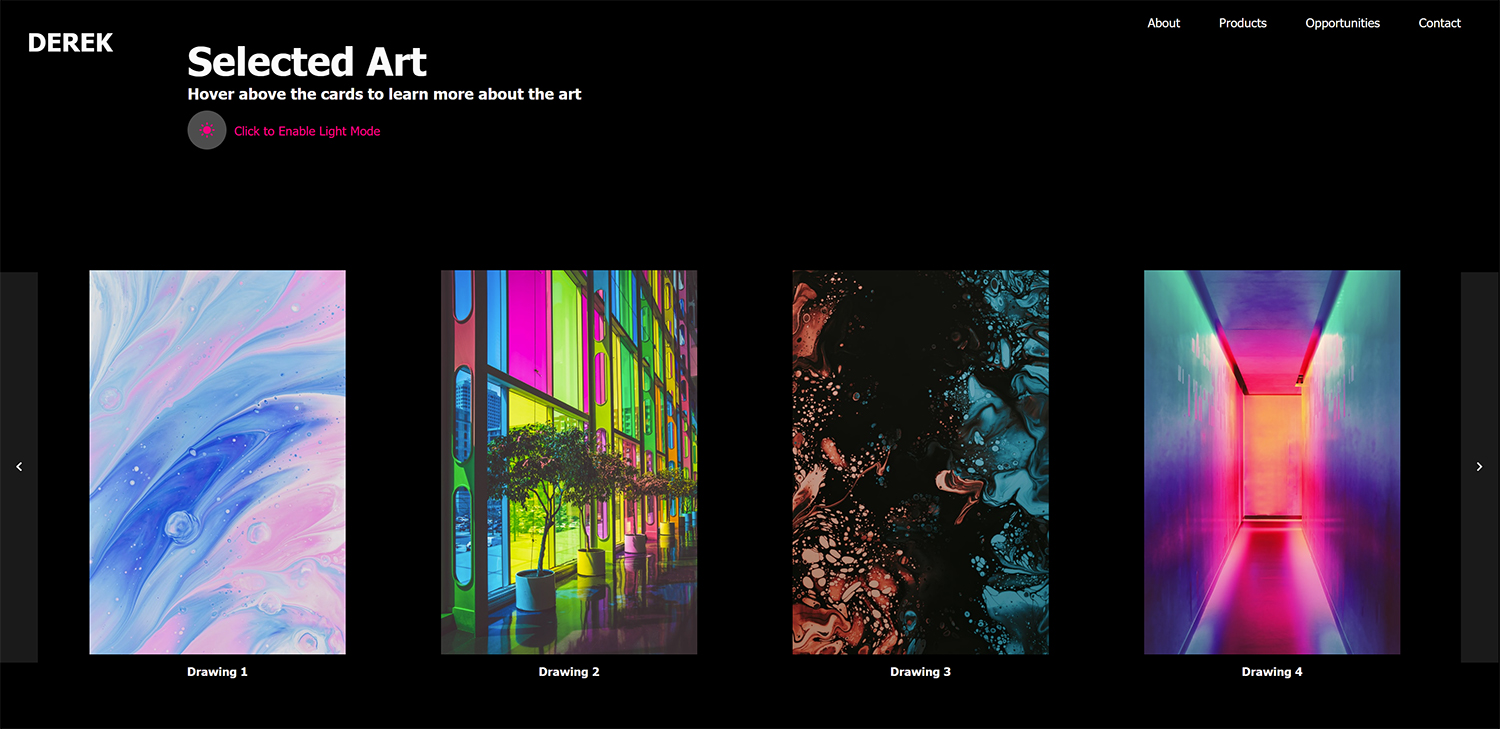 DEREK
About
Products
Opportunities
Contact
Selected Art
Hover above the cards to learn more about the art
Click to Enable Light Mode
Drawing 1
Drawing 2
Drawing 3
Drawing 4